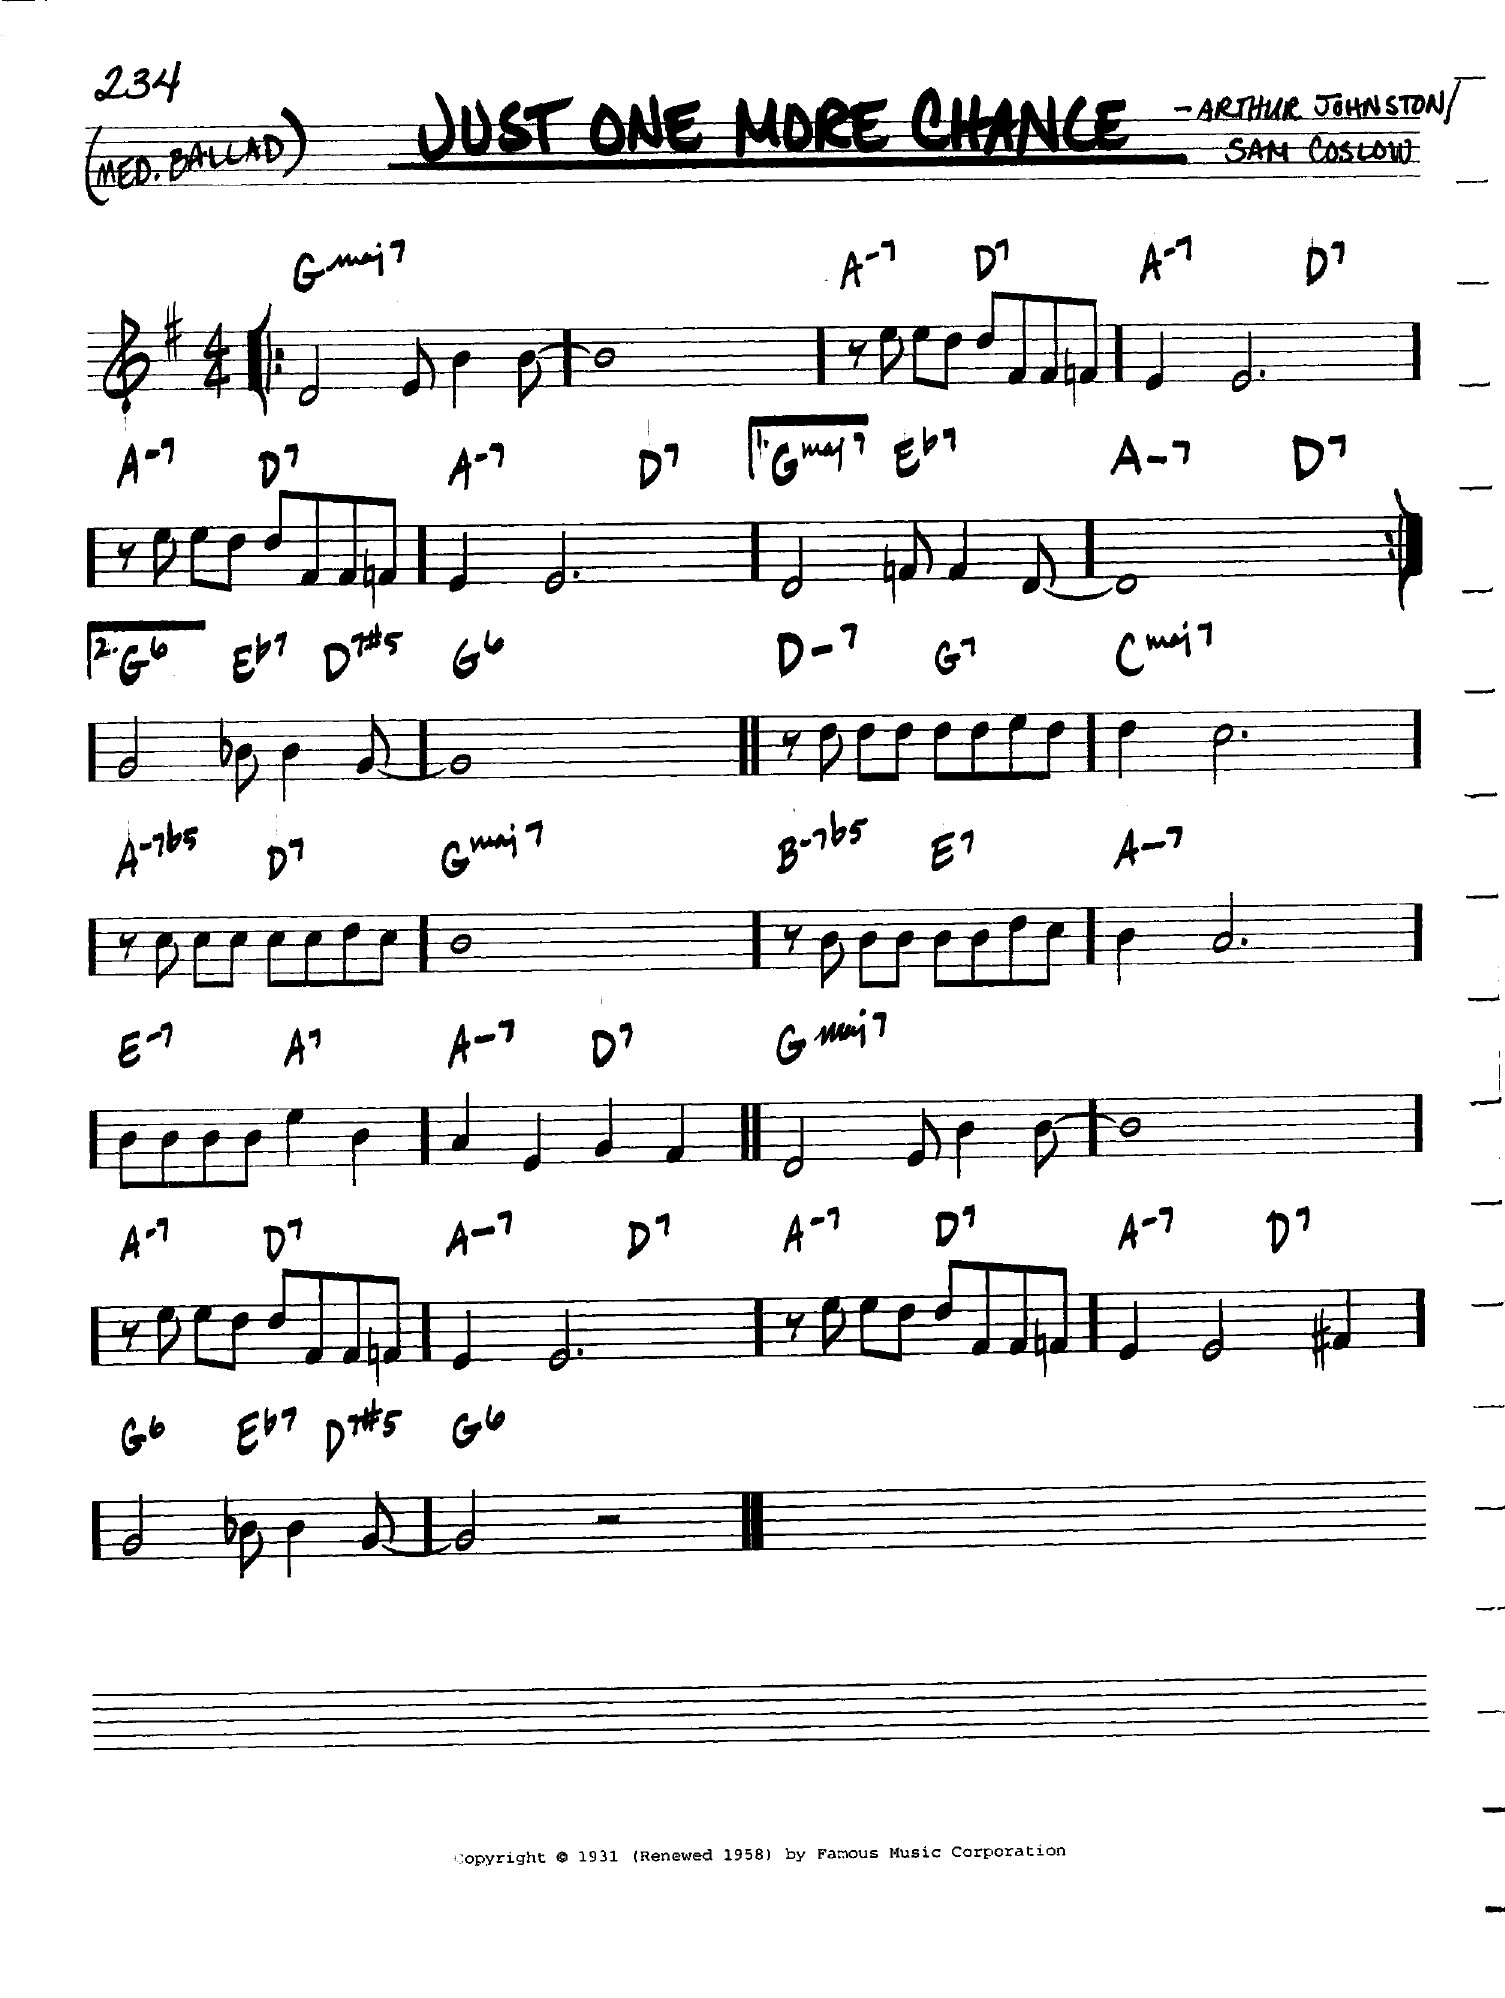 234
(MED. BALLAD) JUST ONE MORE CHANCE – ARTHUR JOHNSTON/
SAM COSLOW
Gmaj7 A-7 D7 A-7 D7
4
4
A-7 D7 A-7 D7 1. Gmaj7 Eb7 A-7 D7
2. G6 Eb7 D7#5 G6 D-7 G7 Cmaj7
A-7b5 D7 Gmaj7 B-7b5 E7 A-7
E-7 A7 A-7 D7 Gmaj7
A-7 D7 A-7 D7 A-7 D7 A-7 D7
G6 Eb7 D7#5 G6
Copyright © 1931 (Renewed 1958) by Famous Music Corporation